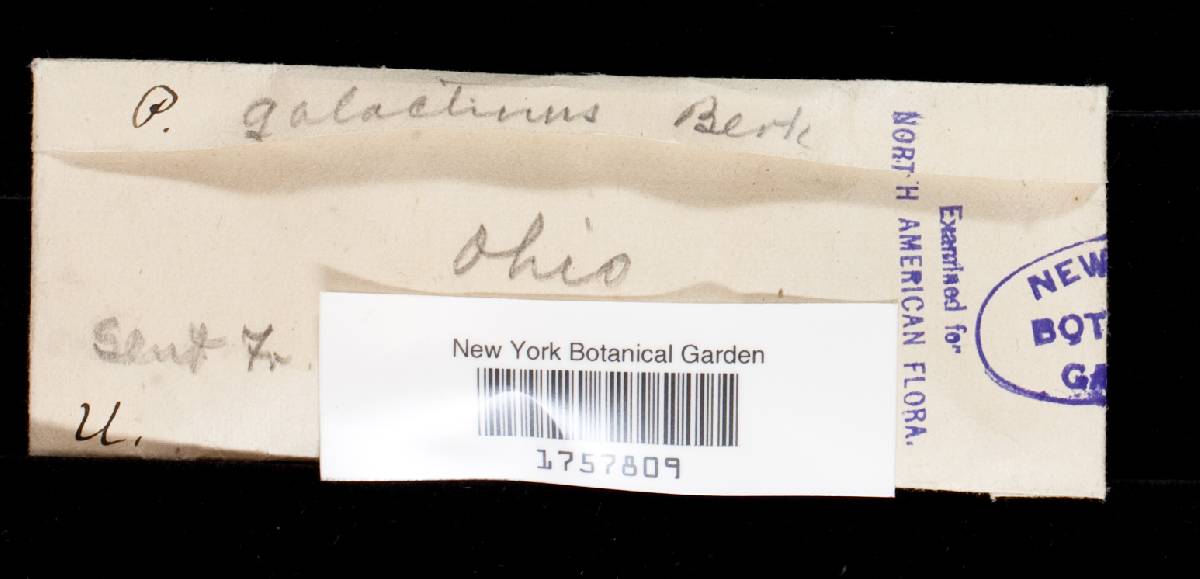 P. galactinus Berk
Ohio
Sent Fr.
U.
New York Botanical Garden
1757809
Examined for
NORTH AMERICAN FLORA.
NEW
BOT
GA